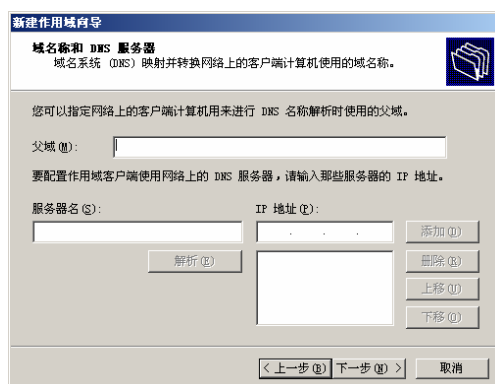 新建作用域向导
域名称和 DNS 服务器
域名系统 (DNS) 映射并转换网络上的客户端计算机使用的域名称。
您可以指定网络上的客户端计算机用来进行 DNS 名称解析时使用的父域。
父域(M):
要配置作用域客户端使用网络上的 DNS 服务器，请输入那些服务器的 IP 地址。
服务器名(S): IP 地址(P):
添加(D)
解析(E) 删除(R)
上移(U)
下移(O)
< 上一步(B) 下一步(N) > 取消